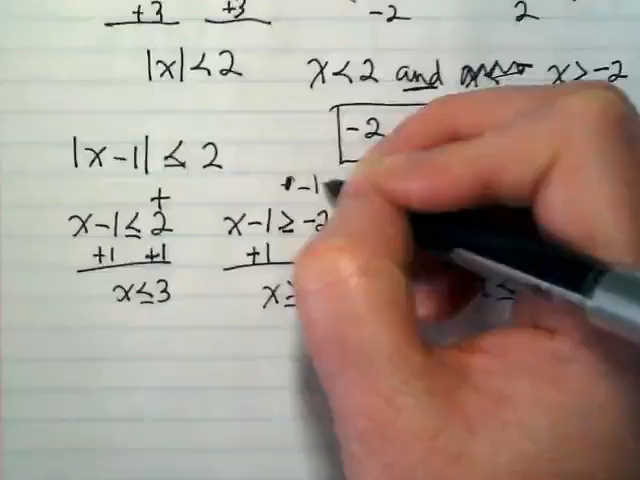 +3 +3 -2 2
|x| < 2 x < 2 and x > -2
-2
|x - 1| ≤ 2
+ -1
x - 1 ≤ 2 x - 1 ≥ -2
+1 +1 +1
x ≤ 3 x ≥ ≤